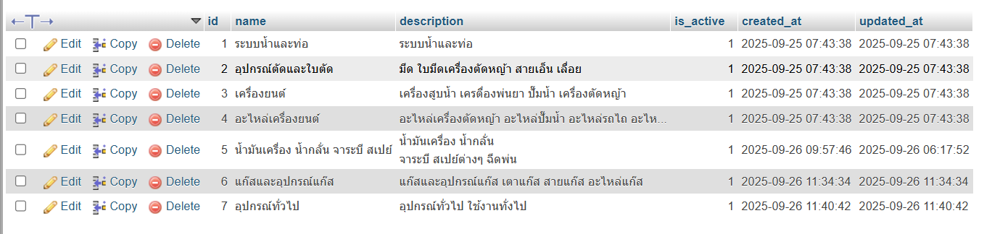 id name description is_active created_at updated_at
Edit Copy Delete 1 ระบบน้ำและท่อ ระบบน้ำและท่อ 1 2025-09-25 07:43:38 2025-09-25 07:43:38
Edit Copy Delete 2 อุปกรณ์ตัดและใบตัด มีด ใบมีดเครื่องตัดหญ้า สายเอ็น เลื่อย 1 2025-09-25 07:43:38 2025-09-25 07:43:38
Edit Copy Delete 3 เครื่องยนต์ เครื่องสูบน้ำ เครตื่องพ่นยา ปั๊มน้ำ เครื่องตัดหญ้า 1 2025-09-25 07:43:38 2025-09-25 07:43:38
Edit Copy Delete 4 อะไหล่เครื่องยนต์ อะไหล่เครื่องตัดหญ้า อะไหล่ปั๊มน้ำ อะไหล่รถไถ อะไห... 1 2025-09-25 07:43:38 2025-09-25 07:43:38
Edit Copy Delete 5 น้ำมันเครื่อง น้ำกลั่น จาระบี สเปย์ น้ำมันเครื่อง น้ำกลั่น 1 2025-09-26 09:57:46 2025-09-26 06:17:52
จาระบี สเปย์ต่างๆ ฉีดพ่น
Edit Copy Delete 6 แก๊สและอุปกรณ์แก๊ส แก๊สและอุปกรณ์แก๊ส เตาแก๊ส สายแก๊ส อะไหล่แก๊ส 1 2025-09-26 11:34:34 2025-09-26 11:34:34
Edit Copy Delete 7 อุปกรณ์ทั่วไป อุปกรณ์ทั่วไป ใช้งานทั่งไป 1 2025-09-26 11:40:42 2025-09-26 11:40:42